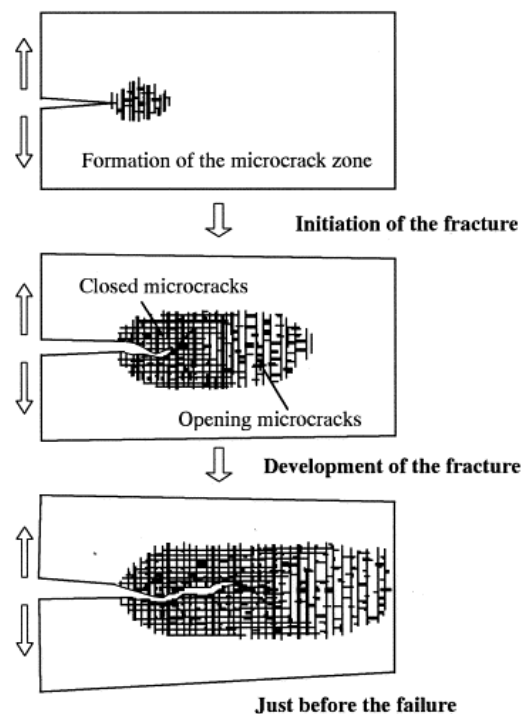 Formation of the microcrack zone
Initiation of the fracture
Closed microcracks
Opening microcracks
Development of the fracture
Just before the failure